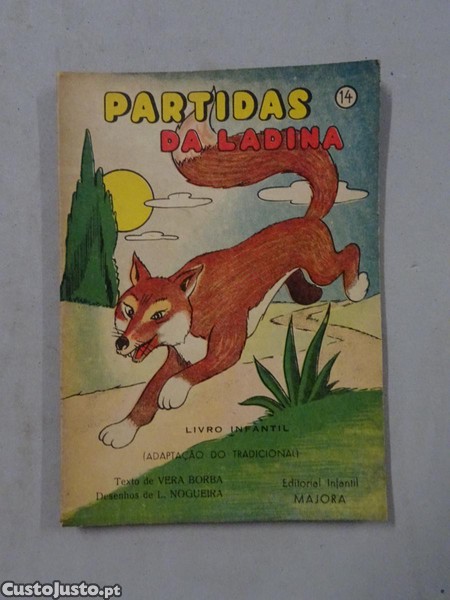 PARTIDAS
14
DA LADINA
LIVRO INFANTIL
(ADAPTAÇÃO DO TRADICIONAL)
Texto de VERA BORBA
Desenhos de L. NOGUEIRA
Editorial Infantil
MAJORA
CustoJusto.pt